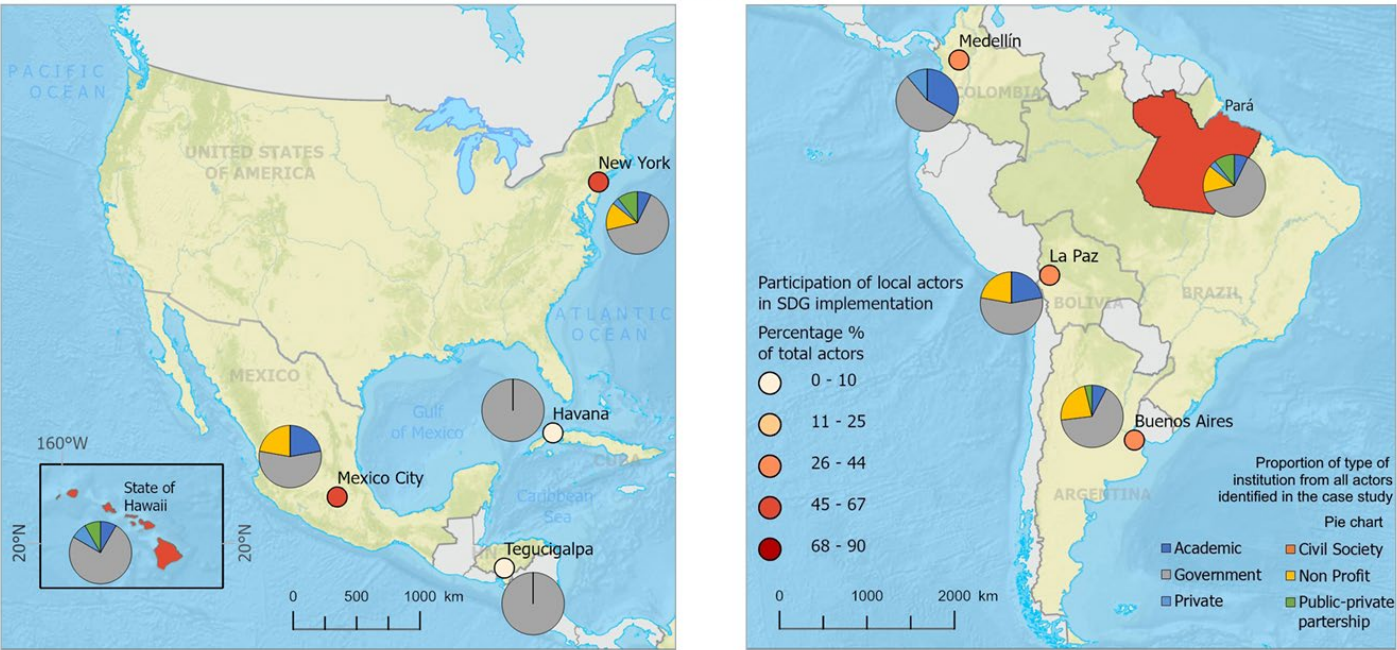 PACIFIC
OCEAN
UNITED STATES
OF AMERICA
New York
ATLANTIC
OCEAN
MEXICO
Gulf
of Mexico
Havana
CUBA
160°W
Mexico City
State of
Hawaii
20°N
20°N
Caribbean
Sea
Tegucigalpa
0 500 1000 km
Medellín
COLOMBIA
Pará
La Paz
BOLIVIA
BRAZIL
Participation of local actors
in SDG implementation
Percentage %
of total actors
0 - 10
11 - 25
26 - 44
45 - 67
68 - 90
Buenos Aires
ARGENTINA
0 1000 2000 km
Proportion of type of
institution from all actors
identified in the case study
Pie chart
Academic
Civil Society
Government
Non Profit
Private
Public-private
partership